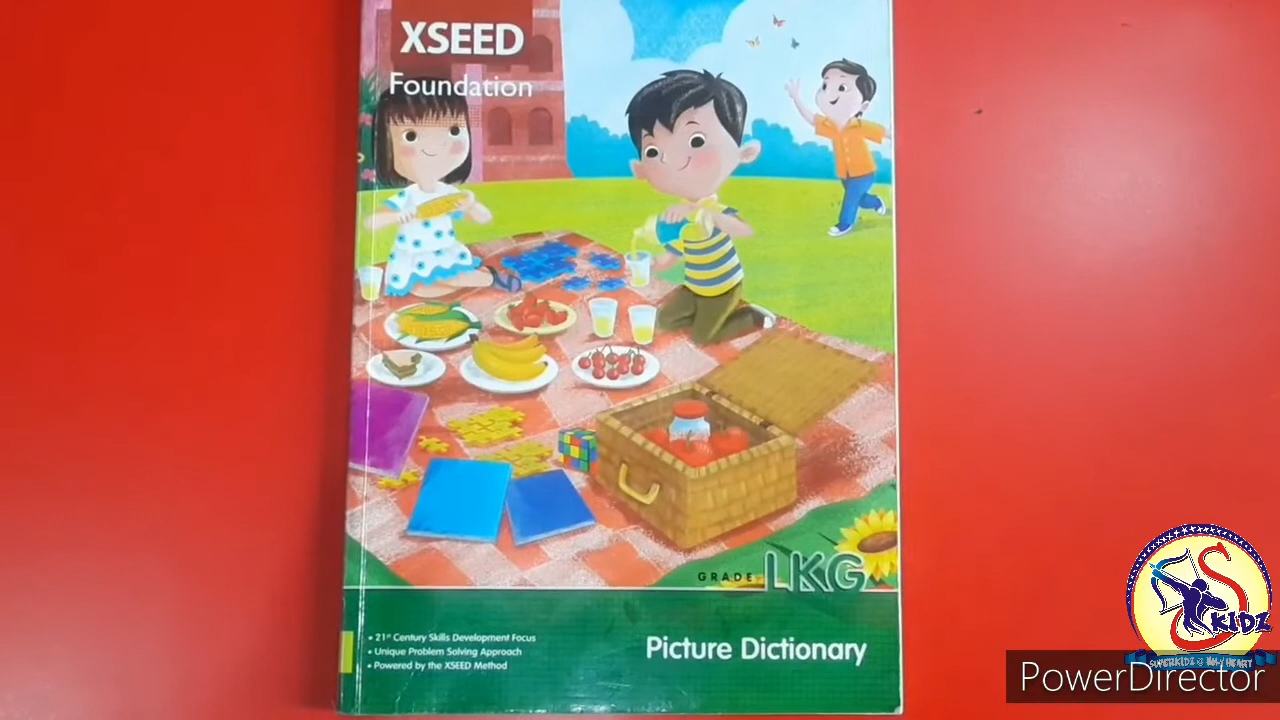 XSEED
Foundation
GRADE LKG
• 21st Century Skills Development Focus
• Unique Problem Solving Approach
• Powered by the XSEED Method
Picture Dictionary
S
KIDZ
PowerDirector